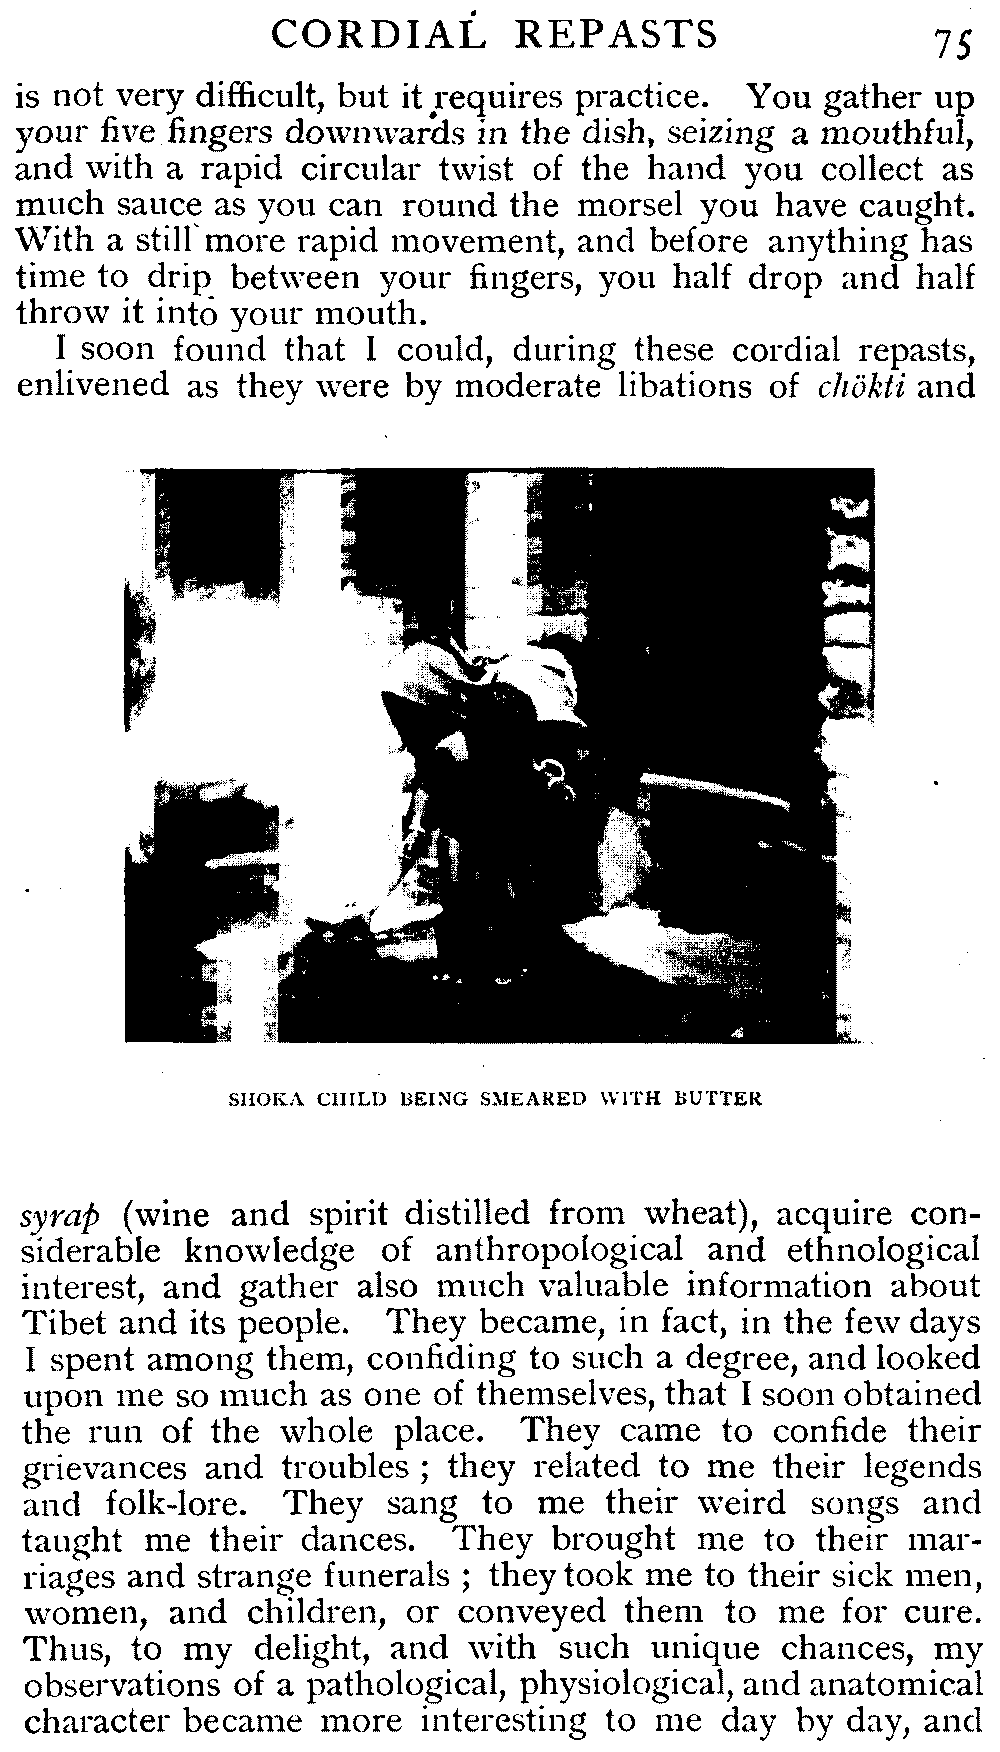 CORDIAL REPASTS 75
is not very difficult, but it requires practice. You gather up
your five fingers downwards in the dish, seizing a mouthful,
and with a rapid circular twist of the hand you collect as
much sauce as you can round the morsel you have caught.
With a still more rapid movement, and before anything has
time to drip between your fingers, you half drop and half
throw it into your mouth.
I soon found that I could, during these cordial repasts,
enlivened as they were by moderate libations of chökti and
SHOKA CHILD BEING SMEARED WITH BUTTER
syrap (wine and spirit distilled from wheat), acquire con-
siderable knowledge of anthropological and ethnological
interest, and gather also much valuable information about
Tibet and its people. They became, in fact, in the few days
I spent among them, confiding to such a degree, and looked
upon me so much as one of themselves, that I soon obtained
the run of the whole place. They came to confide their
grievances and troubles ; they related to me their legends
and folk-lore. They sang to me their weird songs and
taught me their dances. They brought me to their mar-
riages and strange funerals ; they took me to their sick men,
women, and children, or conveyed them to me for cure.
Thus, to my delight, and with such unique chances, my
observations of a pathological, physiological, and anatomical
character became more interesting to me day by day, and